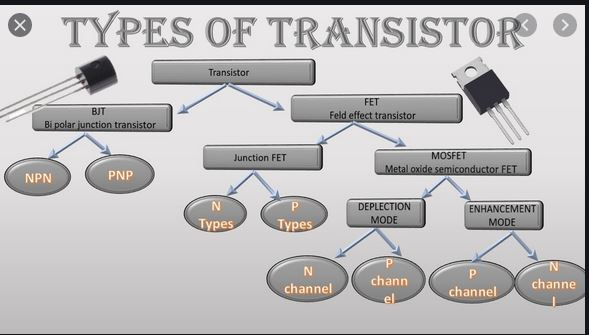 TYPES OF TRANSISTOR
Transistor
BJT
Bi polar junction transistor
FET
Feld effect transistor
NPN
PNP
Junction FET
MOSFET
Metal oxide semiconductor FET
N
Types
P
Types
DEPLECTION
MODE
ENHANCEMENT
MODE
N
channel
P
chann
el
P
channel
N
channe
l